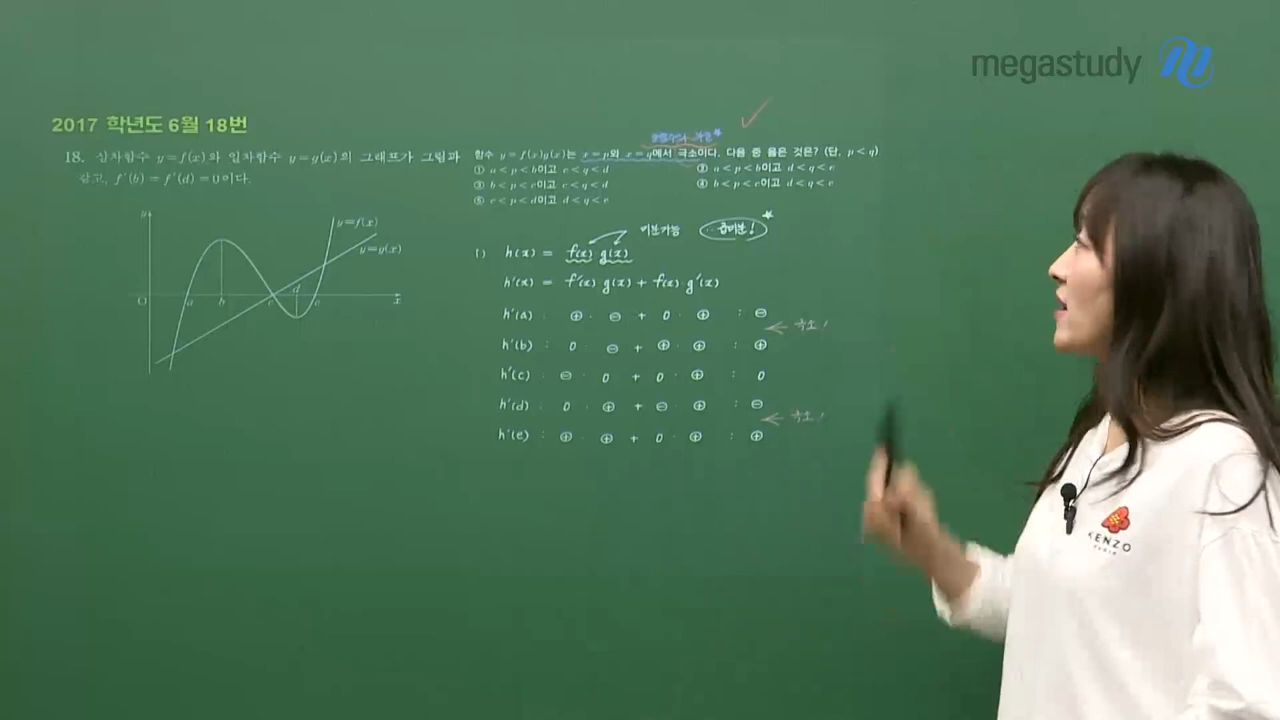 megastudy
2017 학년도 6월 18번
18. 삼차함수 y=f(x)와 일차함수 y=g(x)의 그래프가 그림과
같고, f'(b)=f'(d)=0이다.
함수 y=f(x)g(x)는 x=p와 x=q에서 극소이다. 다음 중 옳은 것은? (단, p<q)
① a<p<b이고 c<q<d
② a<p<b이고 d<q<e
③ b<p<c이고 c<q<d
④ b<p<c이고 d<q<e
⑤ c<p<d이고 d<q<e
y
y=f(x)
y=g(x)
O a b c d e x
미분가능 곱미분!
1) h(x) = f(x) g(x)
h'(x) = f'(x) g(x) + f(x) g'(x)
h'(a) : ⊕ · ⊖ + 0 · ⊕ : ⊖
← 극소!
h'(b) : 0 · ⊖ + ⊕ · ⊕ : ⊕
h'(c) : ⊖ · 0 + 0 · ⊕ : 0
h'(d) : 0 · ⊕ + ⊖ · ⊕ : ⊖
← 극소!
h'(e) : ⊕ · ⊕ + 0 · ⊕ : ⊕
KENZO
PARIS